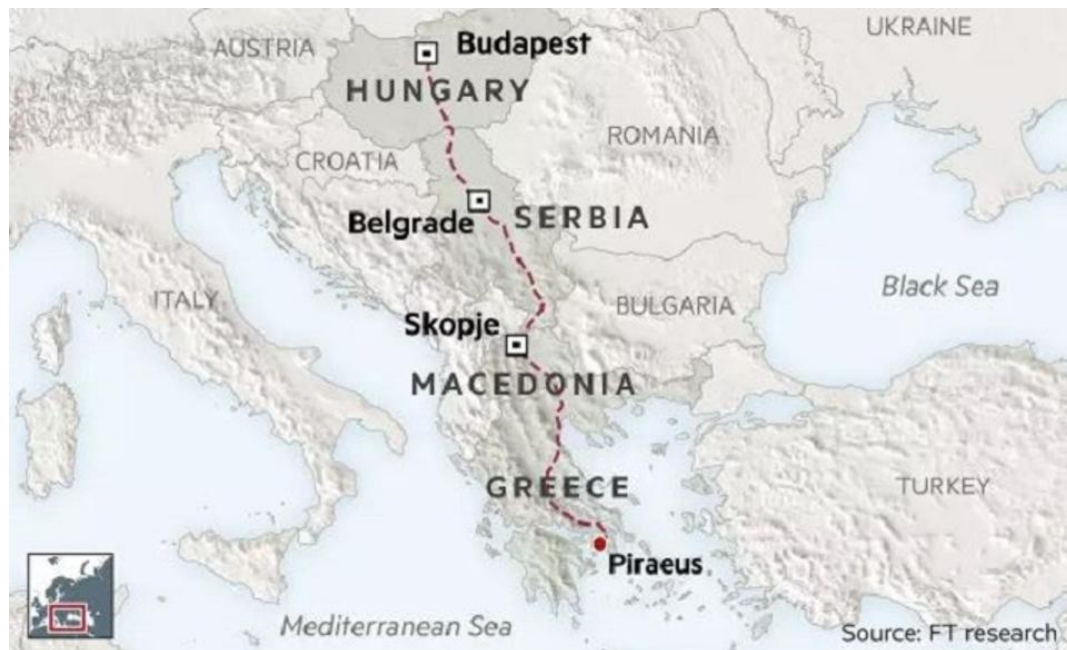 UKRAINE
AUSTRIA
Budapest
HUNGARY
ROMANIA
CROATIA
Belgrade
SERBIA
Black Sea
ITALY
BULGARIA
Skopje
MACEDONIA
GREECE
TURKEY
Piraeus
Mediterranean Sea
Source: FT research